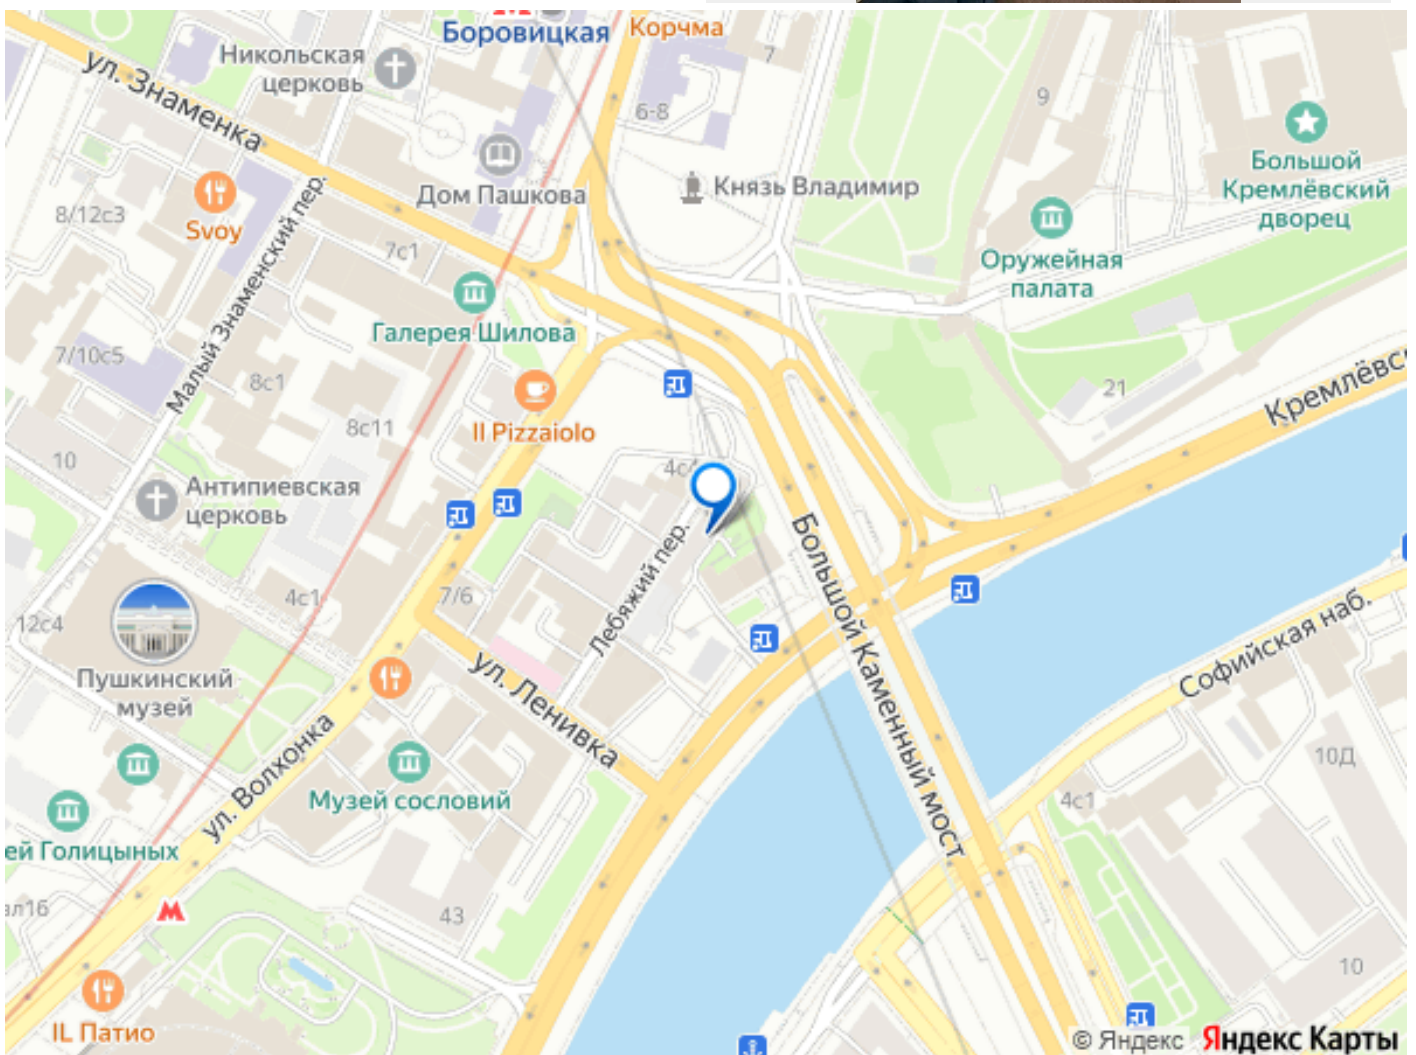 Боровицкая
Корчма
Никольская
церковь
7
ул. Знаменка
6-8
9
Дом Пашкова
Князь Владимир
Большой
Кремлёвский
дворец
Svoy
8/12с3
7с1
Малый Знаменский пер.
Оружейная
палата
Галерея Шилова
7/10с5
8с1
21
Кремлёвс
8с11
Il Pizzaiolo
10
4с4
Антипиевская
церковь
Лебяжий пер.
Большой Каменный мост
4с1
7/6
12с4
Софийская наб.
Пушкинский
музей
ул. Ленивка
ул. Волхонка
10Д
Музей сословий
4с1
ей Голицыных
ал16
М
43
10
IL Патио
© Яндекс Яндекс Карты